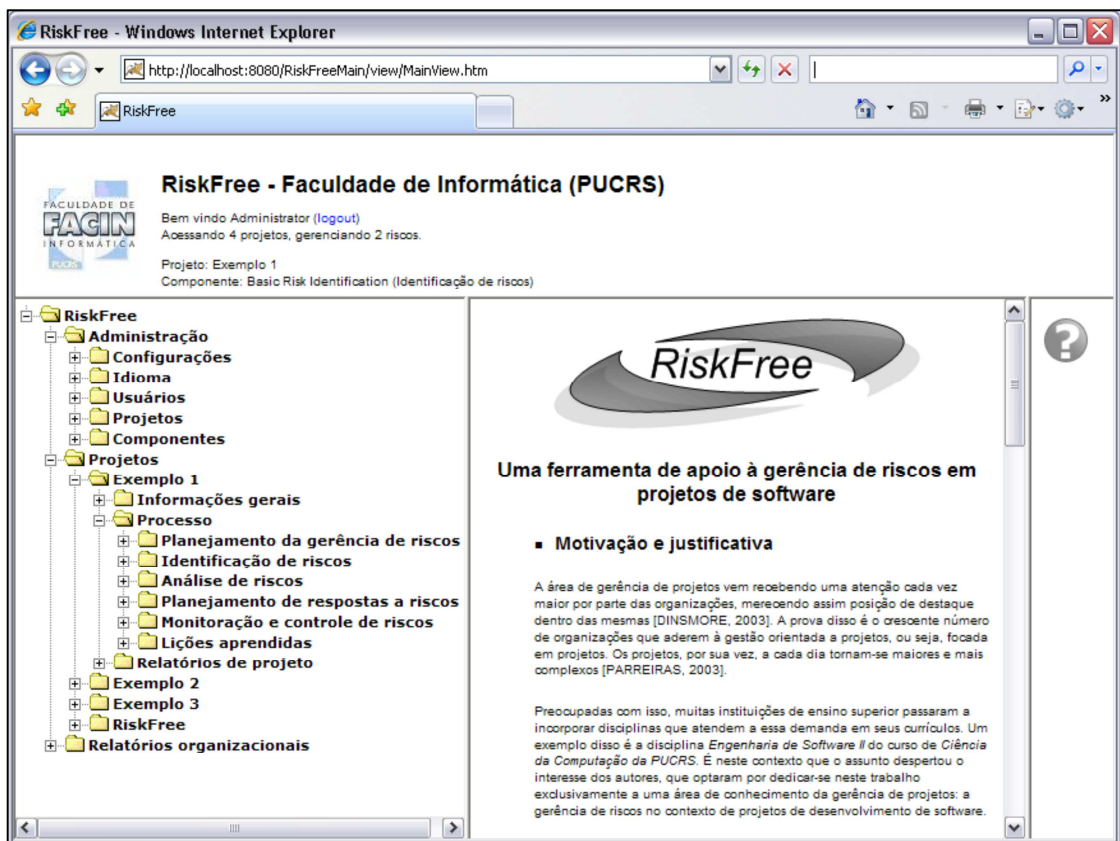 RiskFree - Windows Internet Explorer
http://localhost:8080/RiskFreeMain/view/MainView.htm
RiskFree
FACULDADE DE
FACIN
INFORMÁTICA
PUCRS
RiskFree - Faculdade de Informática (PUCRS)
Bem vindo Administrator (logout)
Acessando 4 projetos, gerenciando 2 riscos.
Projeto: Exemplo 1
Componente: Basic Risk Identification (Identificação de riscos)
RiskFree
Administração
Configurações
Idioma
Usuários
Projetos
Componentes
Projetos
Exemplo 1
Informações gerais
Processo
Planejamento da gerência de riscos
Identificação de riscos
Análise de riscos
Planejamento de respostas a riscos
Monitoração e controle de riscos
Lições aprendidas
Relatórios de projeto
Exemplo 2
Exemplo 3
RiskFree
Relatórios organizacionais
RiskFree
Uma ferramenta de apoio à gerência de riscos em
projetos de software
▪ Motivação e justificativa
A área de gerência de projetos vem recebendo uma atenção cada vez
maior por parte das organizações, merecendo assim posição de destaque
dentro das mesmas [DINSMORE, 2003]. A prova disso é o crescente número
de organizações que aderem à gestão orientada a projetos, ou seja, focada
em projetos. Os projetos, por sua vez, a cada dia tornam-se maiores e mais
complexos [PARREIRAS, 2003].
Preocupadas com isso, muitas instituições de ensino superior passaram a
incorporar disciplinas que atendem a essa demanda em seus currículos. Um
exemplo disso é a disciplina Engenharia de Software II do curso de Ciência
da Computação da PUCRS. É neste contexto que o assunto despertou o
interesse dos autores, que optaram por dedicar-se neste trabalho
exclusivamente a uma área de conhecimento da gerência de projetos: a
gerência de riscos no contexto de projetos de desenvolvimento de software.